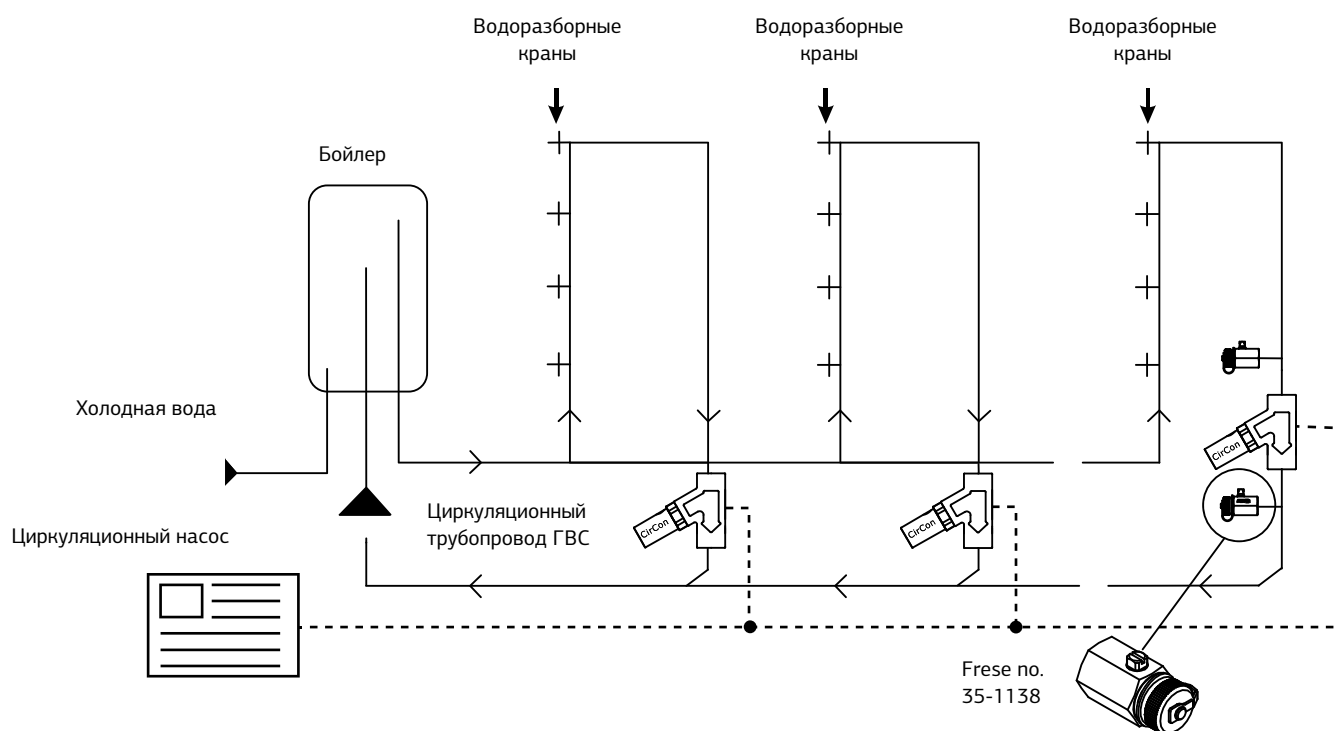 Водоразборные
краны
Водоразборные
краны
Водоразборные
краны
Бойлер
Холодная вода
CirCon
Циркуляционный
трубопровод ГВС
CirCon
CirCon
Циркуляционный насос
Frese no.
35-1138